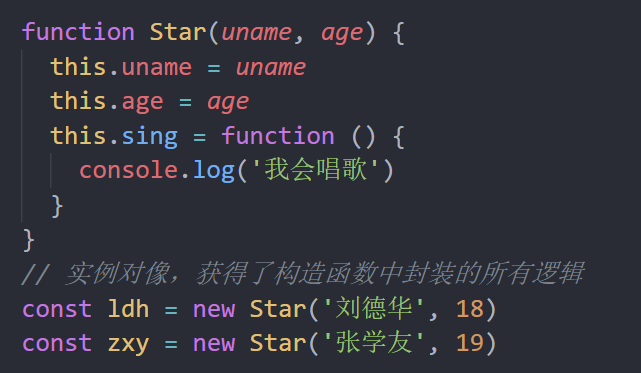 function Star(uname, age) {
this.uname = uname
this.age = age
this.sing = function () {
console.log('我会唱歌')
}
}
// 实例对像，获得了构造函数中封装的所有逻辑
const ldh = new Star('刘德华', 18)
const zxy = new Star('张学友', 19)